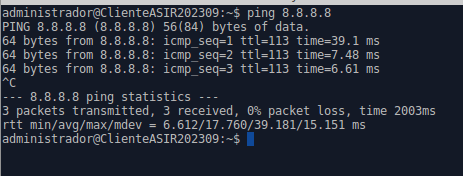 administrador@ClienteASIR202309:~$ ping 8.8.8.8
PING 8.8.8.8 (8.8.8.8) 56(84) bytes of data.
64 bytes from 8.8.8.8: icmp_seq=1 ttl=113 time=39.1 ms
64 bytes from 8.8.8.8: icmp_seq=2 ttl=113 time=7.48 ms
64 bytes from 8.8.8.8: icmp_seq=3 ttl=113 time=6.61 ms
^C
--- 8.8.8.8 ping statistics ---
3 packets transmitted, 3 received, 0% packet loss, time 2003ms
rtt min/avg/max/mdev = 6.612/17.760/39.181/15.151 ms
administrador@ClienteASIR202309:~$